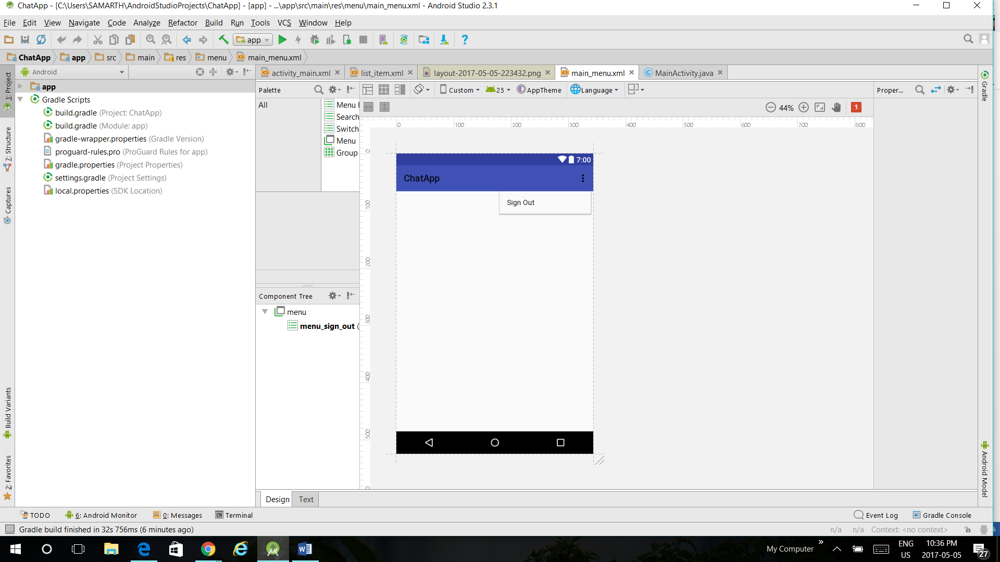 ChatApp - [C:\Users\SAMARTH\AndroidStudioProjects\ChatApp] - [app] - ...\app\src\main\res\menu\main_menu.xml - Android Studio 2.3.1
File Edit View Navigate Code Analyze Refactor Build Run Tools VCS Window Help
app
ChatApp app src main res menu main_menu.xml
Android
activity_main.xml list_item.xml layout-2017-05-05-223432.png main_menu.xml MainActivity.java
1: Project
7: Structure
Captures
Build Variants
2: Favorites
app
Gradle Scripts
build.gradle (Project: ChatApp)
build.gradle (Module: app)
gradle-wrapper.properties (Gradle Version)
proguard-rules.pro (ProGuard Rules for app)
gradle.properties (Project Properties)
settings.gradle (Project Settings)
local.properties (SDK Location)
Palette
All
Menu
Search
Switch
Menu
Group
Component Tree
menu
menu_sign_out (
Custom 25 AppTheme Language
44% 1
0 100 200 300 400 500 600 700 800
0
100
200
300
400
500
7:00
ChatApp
Sign Out
Proper...
Gradle
Android Model
Design Text
TODO 6: Android Monitor 0: Messages Terminal Event Log Gradle Console
Gradle build finished in 32s 756ms (6 minutes ago) n/a n/a Context: <no context>
My Computer » ENG 10:36 PM
US 2017-05-05 27